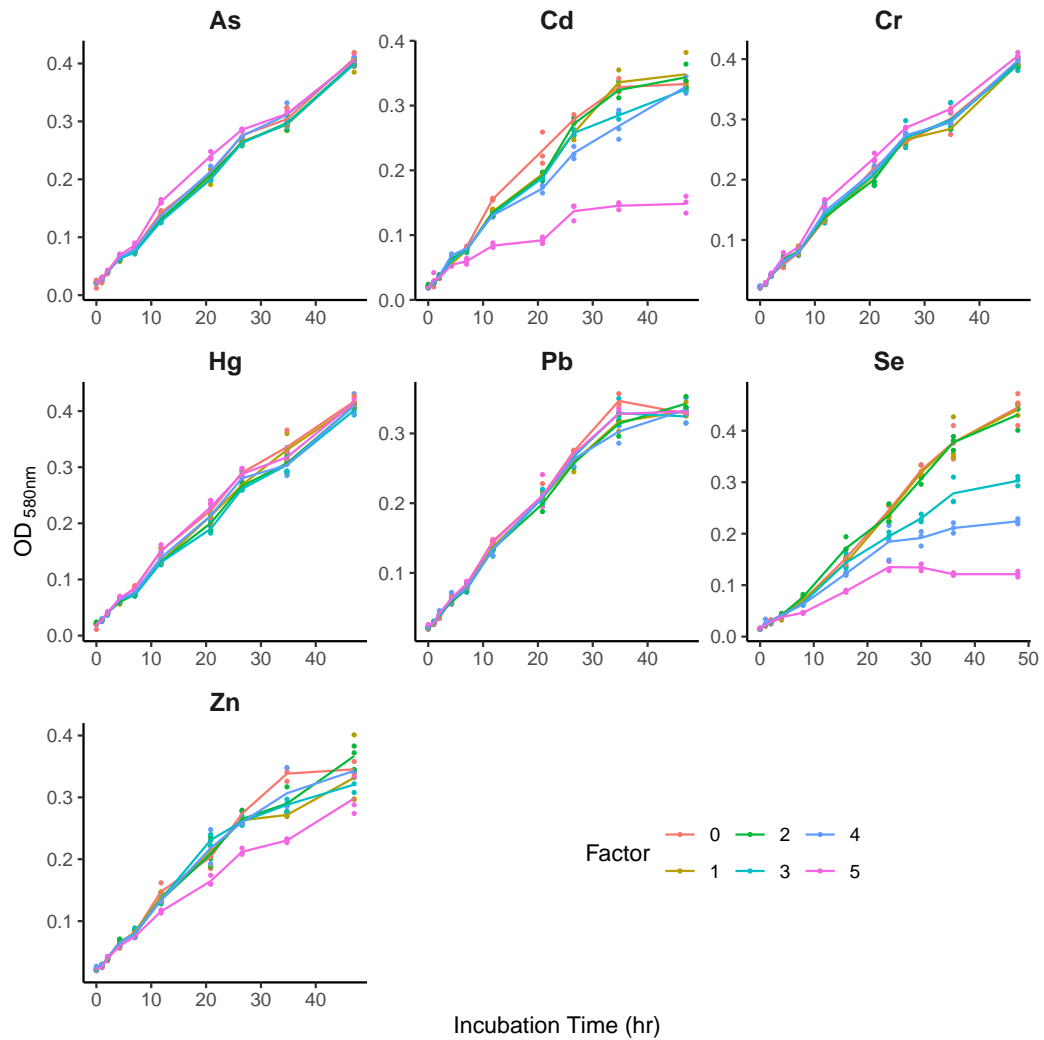 As Cd Cr
0.4 0.4 0.4
0.3 0.3 0.3
0.2 0.2 0.2
0.1 0.1 0.1
0.0 0.0
0 10 20 30 40 0 10 20 30 40 0 10 20 30 40
Hg Pb Se
0.4 0.3 0.4
0.3 0.2 0.3
0.2 0.1 0.2
0.1 0.1
0.0 0.0
0 10 20 30 40 0 10 20 30 40 0 10 20 30 40 50
OD 580nm
Zn
0.4
0.3
0.2
0.1
0 10 20 30 40
Factor
0 2 4
1 3 5
Incubation Time (hr)